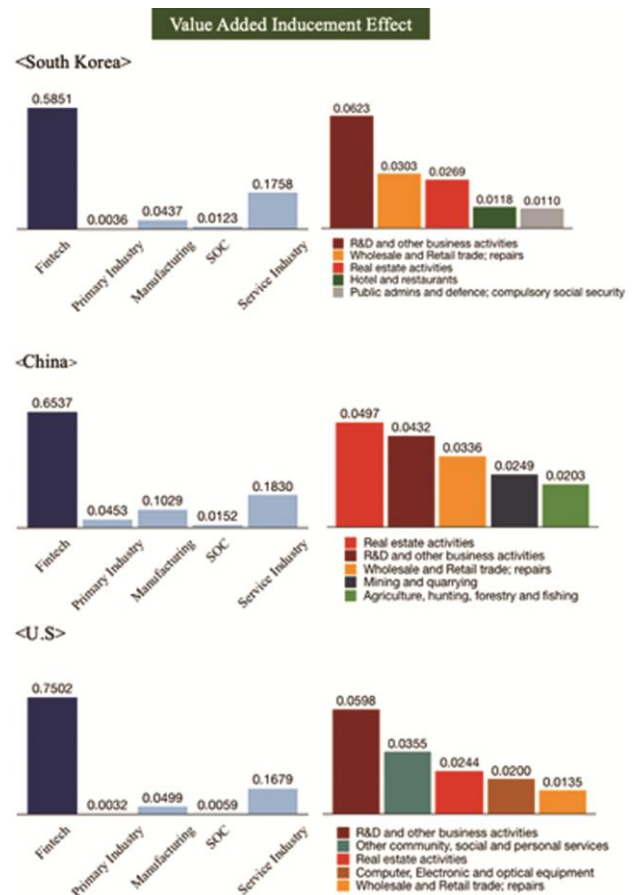 Value Added Inducement Effect
<South Korea>
0.5851
0.0036
0.0437
0.0123
0.1758
Fintech
Primary Industry
Manufacturing
SOC
Service Industry
0.0623
0.0303
0.0269
0.0118
0.0110
R&D and other business activities
Wholesale and Retail trade; repairs
Real estate activities
Hotel and restaurants
Public admins and defence; compulsory social security
<China>
0.6537
0.0453
0.1029
0.0152
0.1830
Fintech
Primary Industry
Manufacturing
SOC
Service Industry
0.0497
0.0432
0.0336
0.0249
0.0203
Real estate activities
R&D and other business activities
Wholesale and Retail trade; repairs
Mining and quarrying
Agriculture, hunting, forestry and fishing
<U.S>
0.7502
0.0032
0.0499
0.0059
0.1679
Fintech
Primary Industry
Manufacturing
SOC
Service Industry
0.0598
0.0355
0.0244
0.0200
0.0135
R&D and other business activities
Other community, social and personal services
Real estate activities
Computer, Electronic and optical equipment
Wholesale and Retail trade; repairs